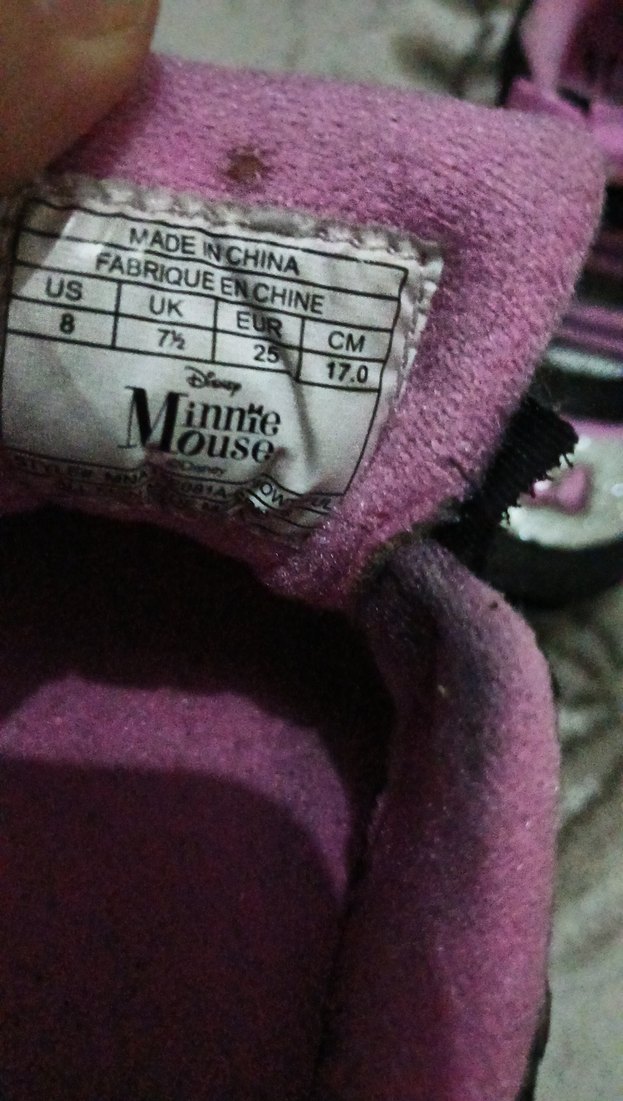 MADE IN CHINA
FABRIQUE EN CHINE
US UK EUR CM
8 7½ 25 17.0
Disney
Minnie
Mouse
©Disney